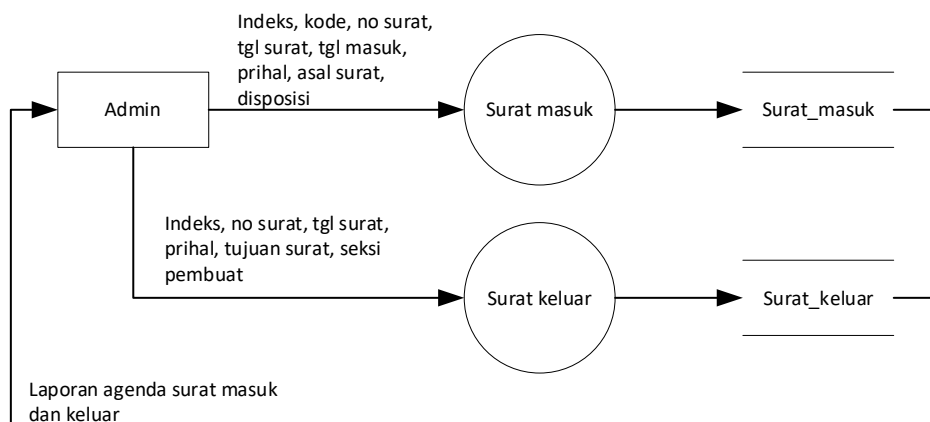 Indeks, kode, no surat,
tgl surat, tgl masuk,
prihal, asal surat,
disposisi
Admin
Surat masuk
Surat_masuk
Indeks, no surat, tgl surat,
prihal, tujuan surat, seksi
pembuat
Surat keluar
Surat_keluar
Laporan agenda surat masuk
dan keluar